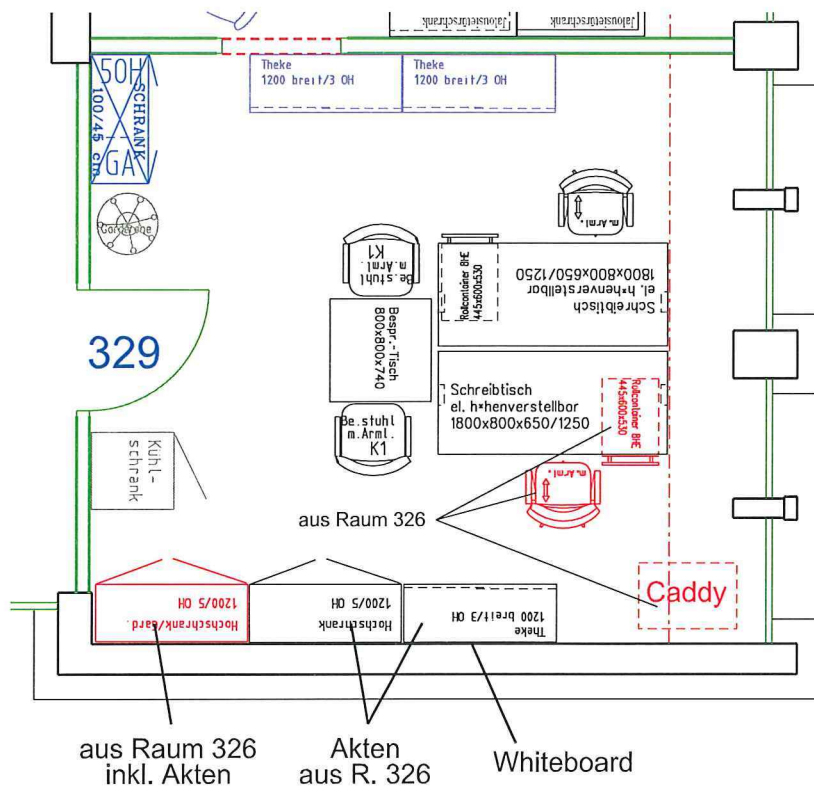 Jalousietürschrank
Jalousietürschrank
Theke
1200 breit/3 OH
Theke
1200 breit/3 OH
5OH
SCHRANK
100/45 cm
GA
Garderobe
m.Arml.
Be.stuhl
m.Arml.
K1
Rollcontainer BHE
445x600x530
Schreibtisch
el. h*henverstellbar
1800x800x650/1250
Bespr.-Tisch
800x800x740
329
Schreibtisch
el. h*henverstellbar
1800x800x650/1250
Rollcontainer BHE
445x600x530
Be.stuhl
m.Arml.
K1
Kühl-
schrank
m.Arml.
aus Raum 326
Caddy
Hochschrank/Gard.
1200/5 OH
Hochschrank
1200/5 OH
Theke
1200 breit/3 OH
aus Raum 326
inkl. Akten
Akten
aus R. 326
Whiteboard